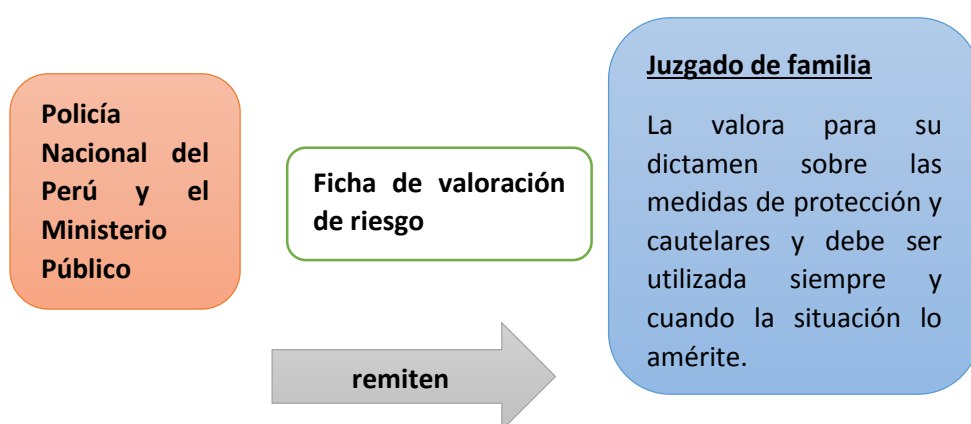 Policía
Nacional del
Perú y el
Ministerio
Público
Ficha de valoración
de riesgo
remiten
Juzgado de familia
La valora para su
dictamen sobre las
medidas de protección y
cautelares y debe ser
utilizada siempre y
cuando la situación lo
amérite.